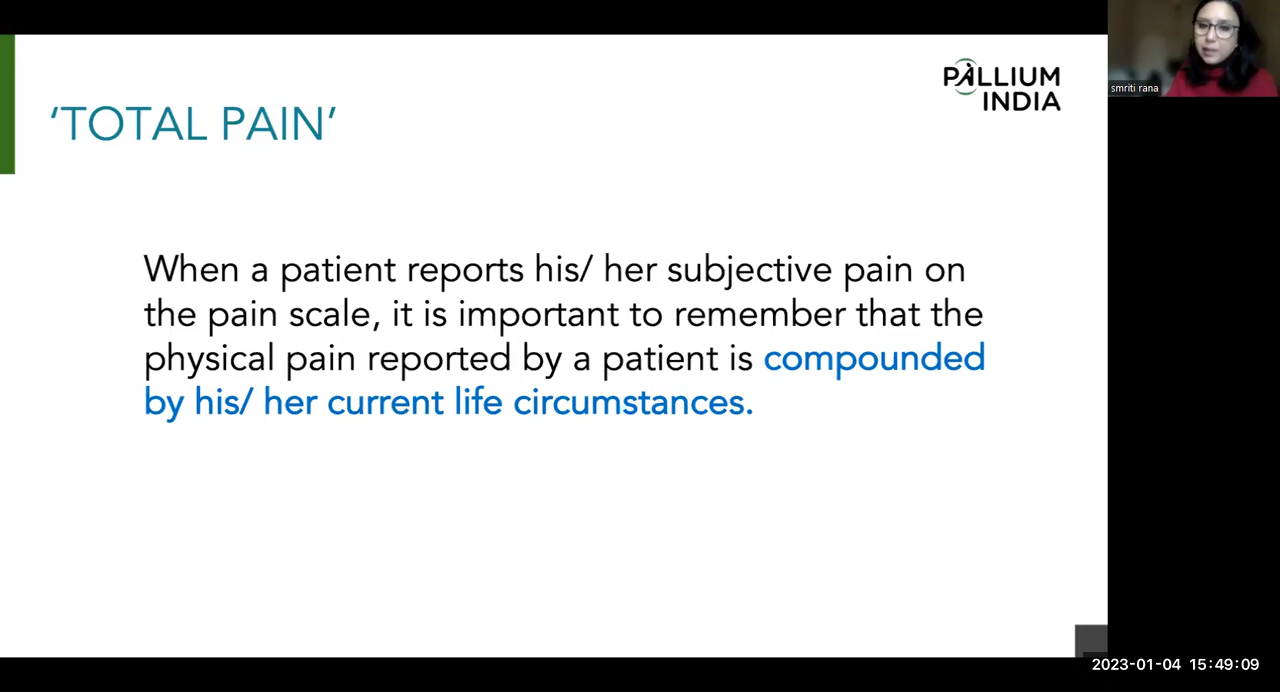 ‘TOTAL PAIN’
PALLIUM
INDIA
smriti rana
When a patient reports his/ her subjective pain on
the pain scale, it is important to remember that the
physical pain reported by a patient is compounded
by his/ her current life circumstances.
2023-01-04 15:49:09